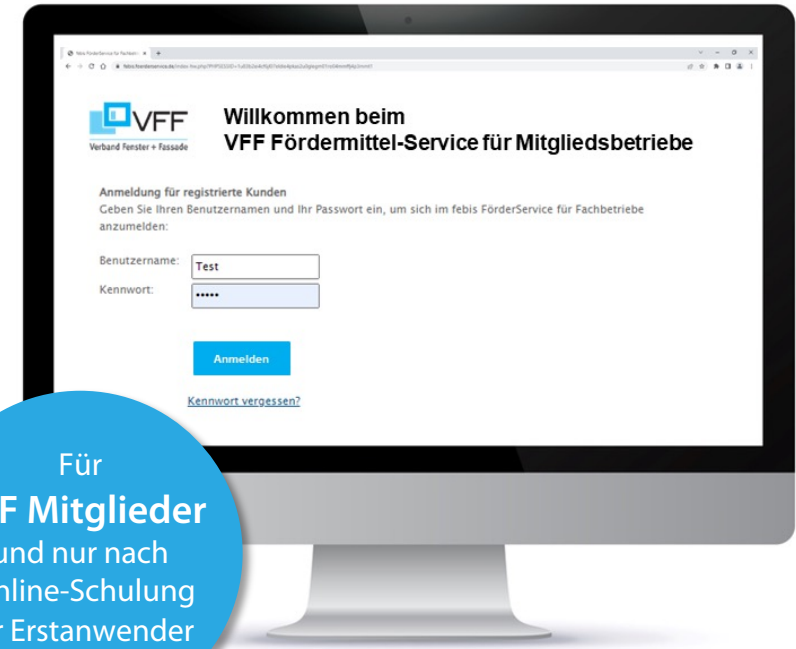 VFF
Verband Fenster + Fassade
Willkommen beim
VFF Fördermittel-Service für Mitgliedsbetriebe
Anmeldung für registrierte Kunden
Geben Sie Ihren Benutzernamen und Ihr Passwort ein, um sich im febis FörderService für Fachbetriebe
anzumelden:
Benutzername: Test
Kennwort: •••••
Anmelden
Kennwort vergessen?
Für
F Mitglieder
und nur nach
nline-Schulung
r Erstanwender